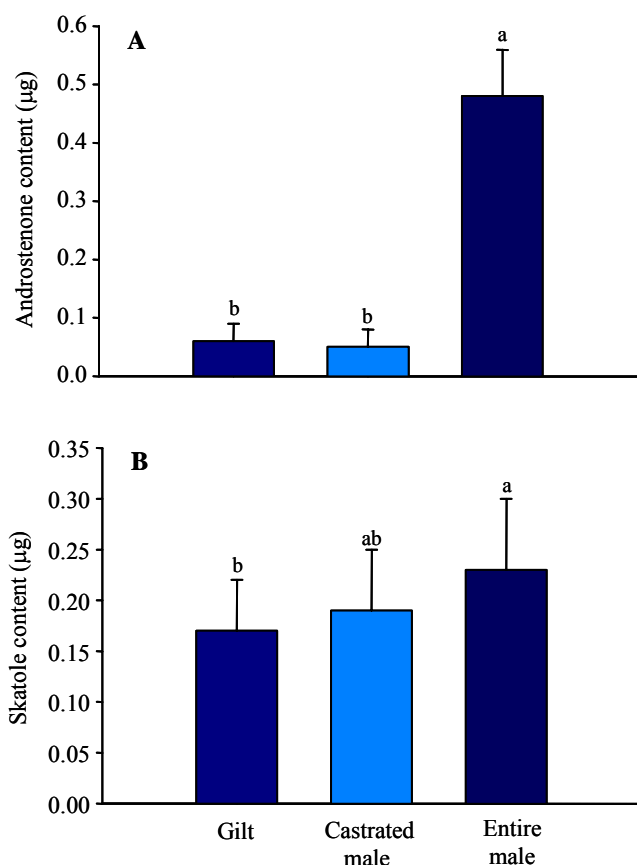 A
Androstenone content (µg)
0.6
0.5
0.4
0.3
0.2
0.1
0.0
b
b
a
B
Skatole content (µg)
0.35
0.30
0.25
0.20
0.15
0.10
0.05
0.00
b
ab
a
Gilt
Castrated
male
Entire
male